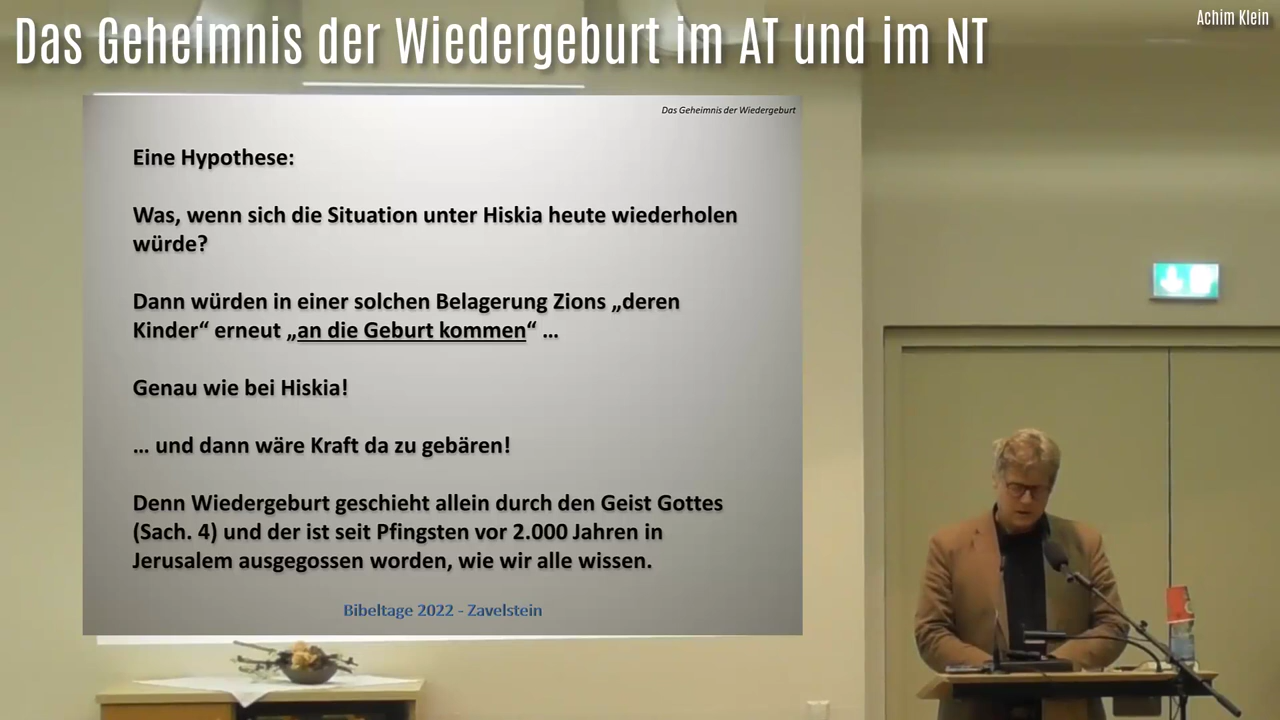 Das Geheimnis der Wiedergeburt im AT und im NT
Achim Klein
Das Geheimnis der Wiedergeburt
Eine Hypothese:
Was, wenn sich die Situation unter Hiskia heute wiederholen
würde?
Dann würden in einer solchen Belagerung Zions „deren
Kinder“ erneut „an die Geburt kommen“ ...
Genau wie bei Hiskia!
... und dann wäre Kraft da zu gebären!
Denn Wiedergeburt geschieht allein durch den Geist Gottes
(Sach. 4) und der ist seit Pfingsten vor 2.000 Jahren in
Jerusalem ausgegossen worden, wie wir alle wissen.
Bibeltage 2022 - Zavelstein